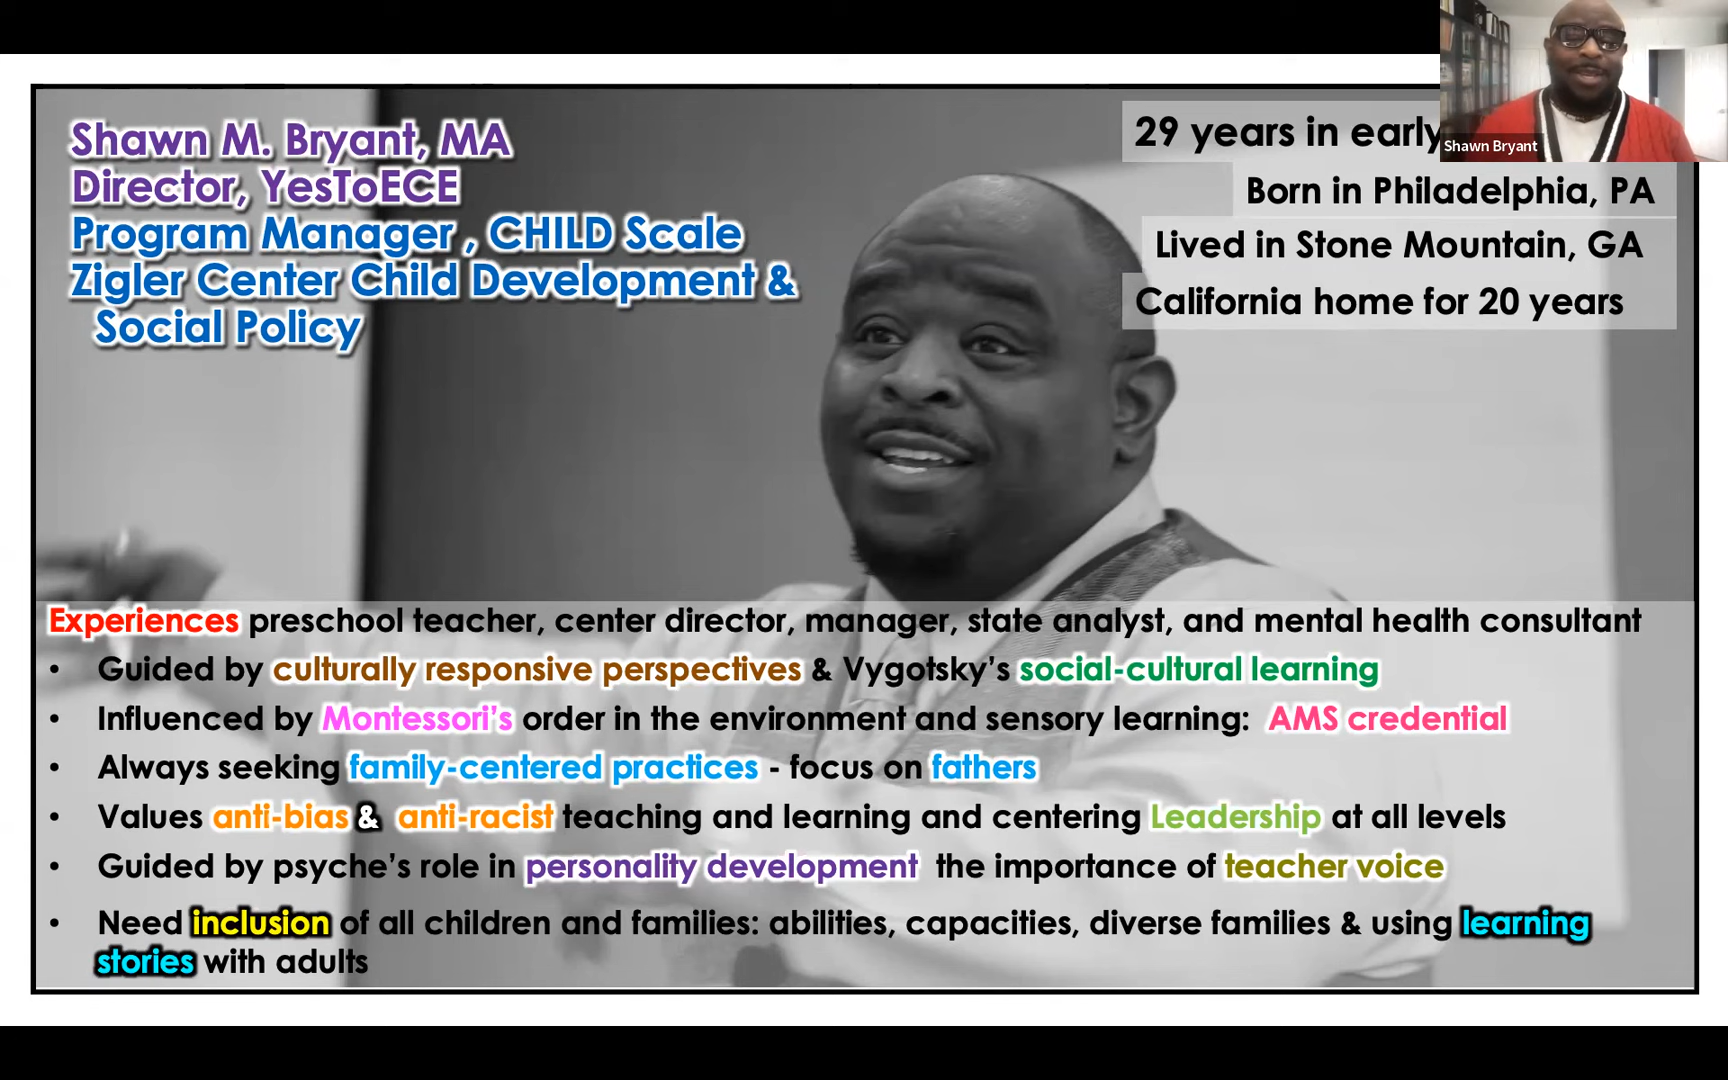 Shawn M. Bryant, MA
Director, YesToECE
Program Manager , CHILD Scale
Zigler Center Child Development &
Social Policy
29 years in early
Born in Philadelphia, PA
Lived in Stone Mountain, GA
California home for 20 years
Shawn Bryant
Experiences preschool teacher, center director, manager, state analyst, and mental health consultant
• Guided by culturally responsive perspectives & Vygotsky's social-cultural learning
• Influenced by Montessori's order in the environment and sensory learning: AMS credential
• Always seeking family-centered practices - focus on fathers
• Values anti-bias & anti-racist teaching and learning and centering Leadership at all levels
• Guided by psyche's role in personality development the importance of teacher voice
• Need inclusion of all children and families: abilities, capacities, diverse families & using learning
stories with adults